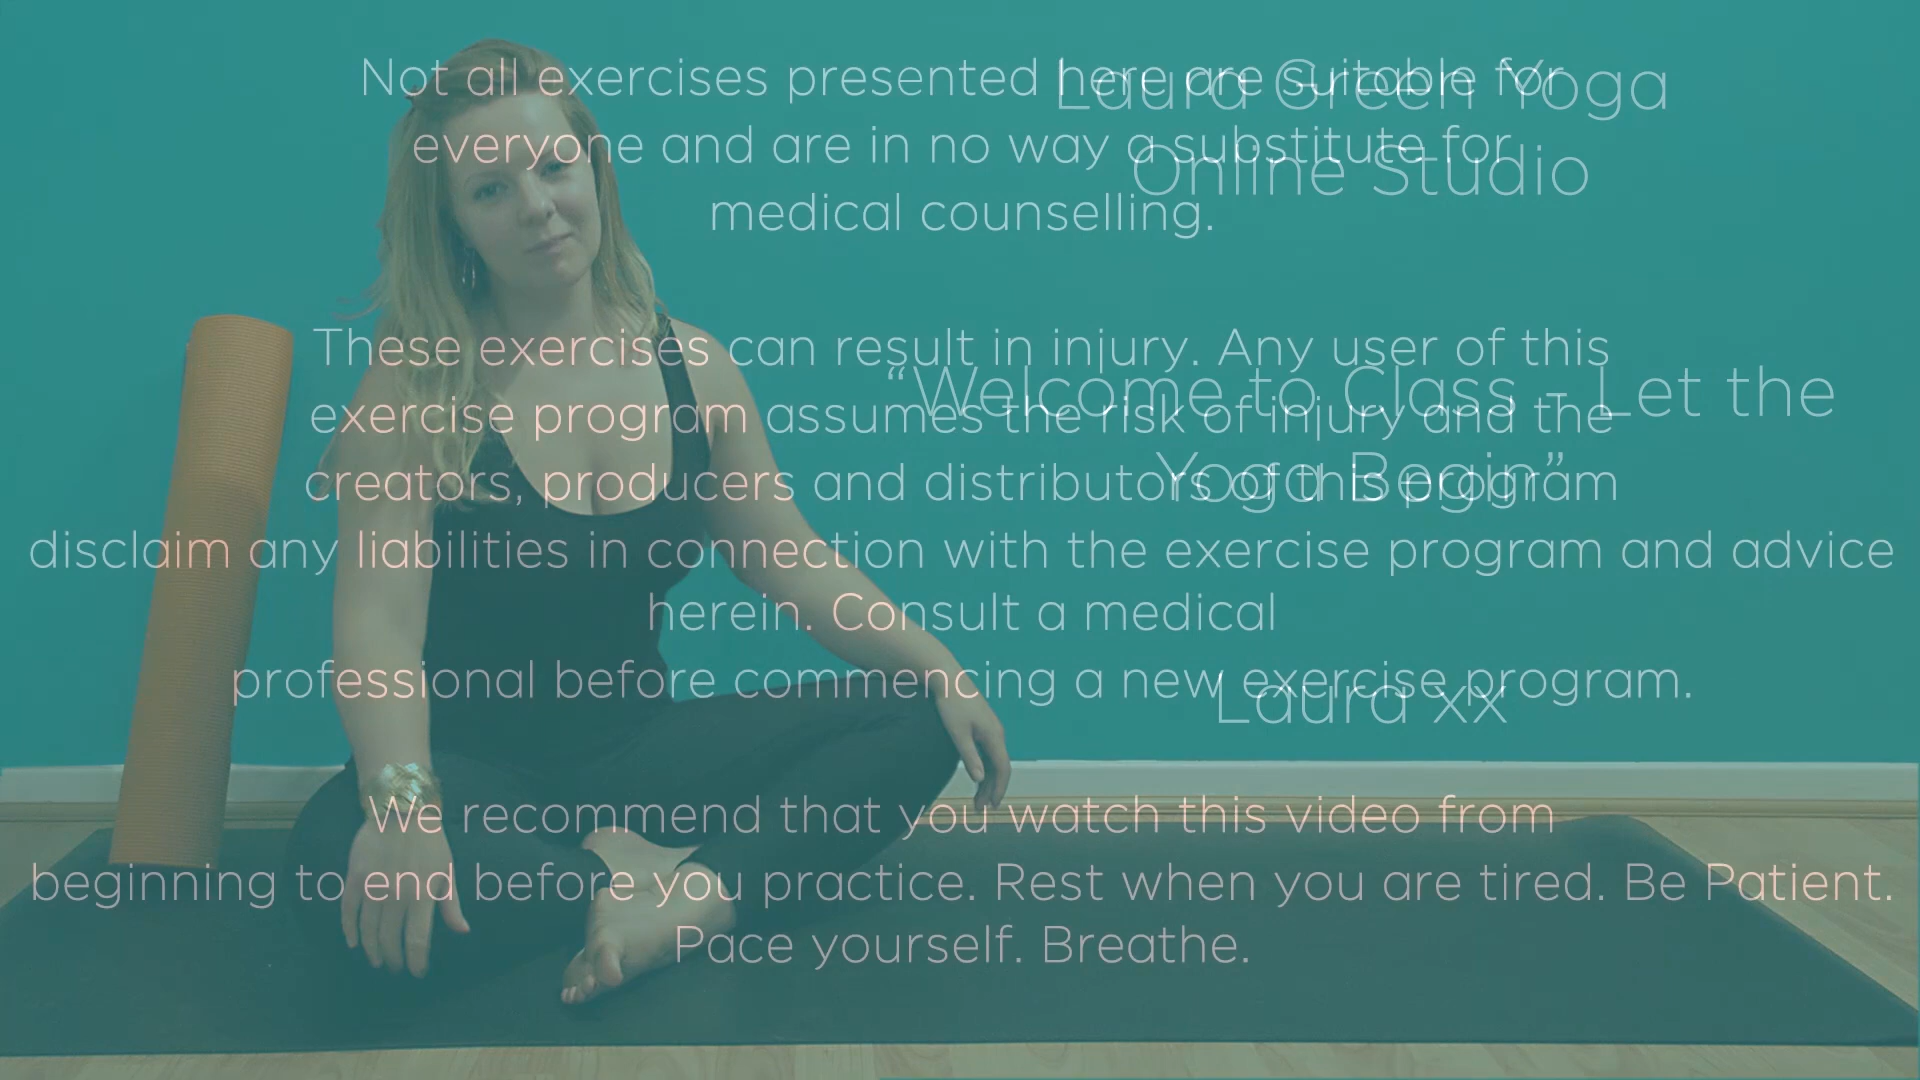 Not all exercises presented here are suitable for
everyone and are in no way a substitute for
medical counselling.
These exercises can result in injury. Any user of this
exercise program assumes the risk of injury and the
creators, producers and distributors of this program
disclaim any liabilities in connection with the exercise program and advice
herein. Consult a medical
professional before commencing a new exercise program.
We recommend that you watch this video from
beginning to end before you practice. Rest when you are tired. Be Patient.
Pace yourself. Breathe.
Laura Green Yoga
Online Studio
“Welcome to Class - Let the
Yoga Begin”
Laura xx